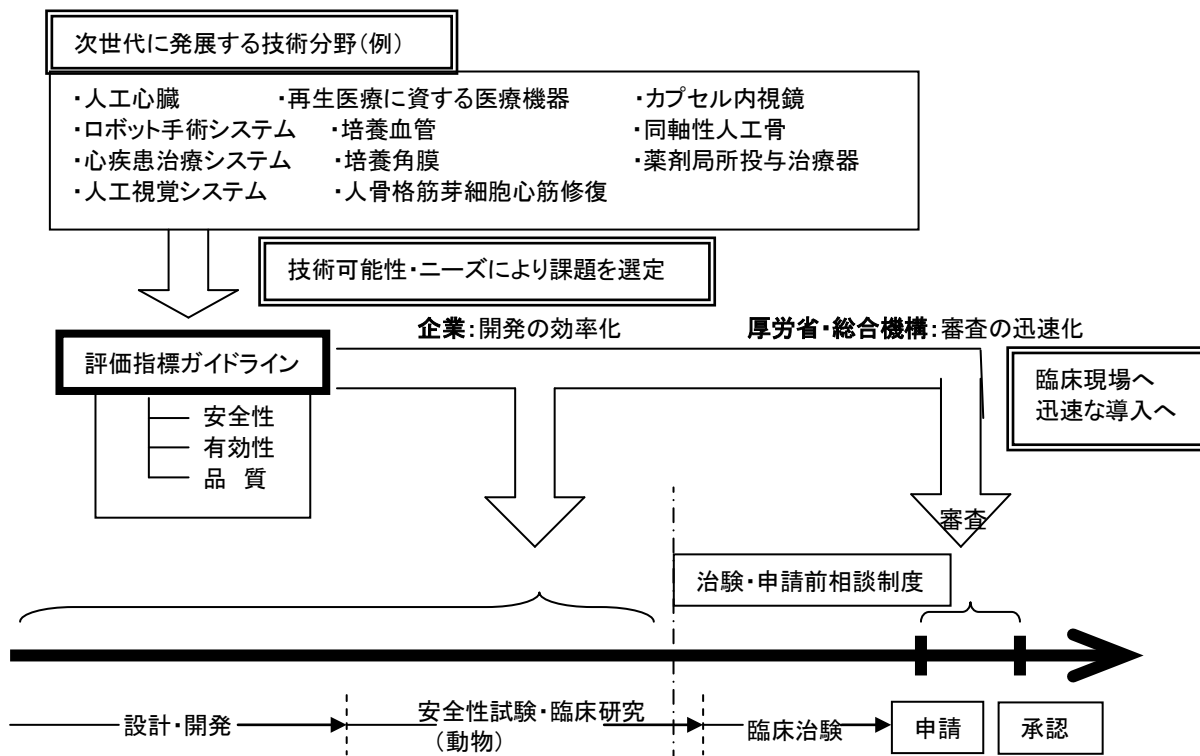 次世代に発展する技術分野(例)
・人工心臓 ・再生医療に資する医療機器 ・カプセル内視鏡
・ロボット手術システム ・培養血管 ・同軸性人工骨
・心疾患治療システム ・培養角膜 ・薬剤局所投与治療器
・人工視覚システム ・人骨格筋芽細胞心筋修復
技術可能性・ニーズにより課題を選定
企業：開発の効率化 厚労省・総合機構：審査の迅速化
評価指標ガイドライン
安全性
有効性
品 質
臨床現場へ
迅速な導入へ
審査
治験・申請前相談制度
設計・開発
安全性試験・臨床研究
(動物)
臨床治験
申請
承認